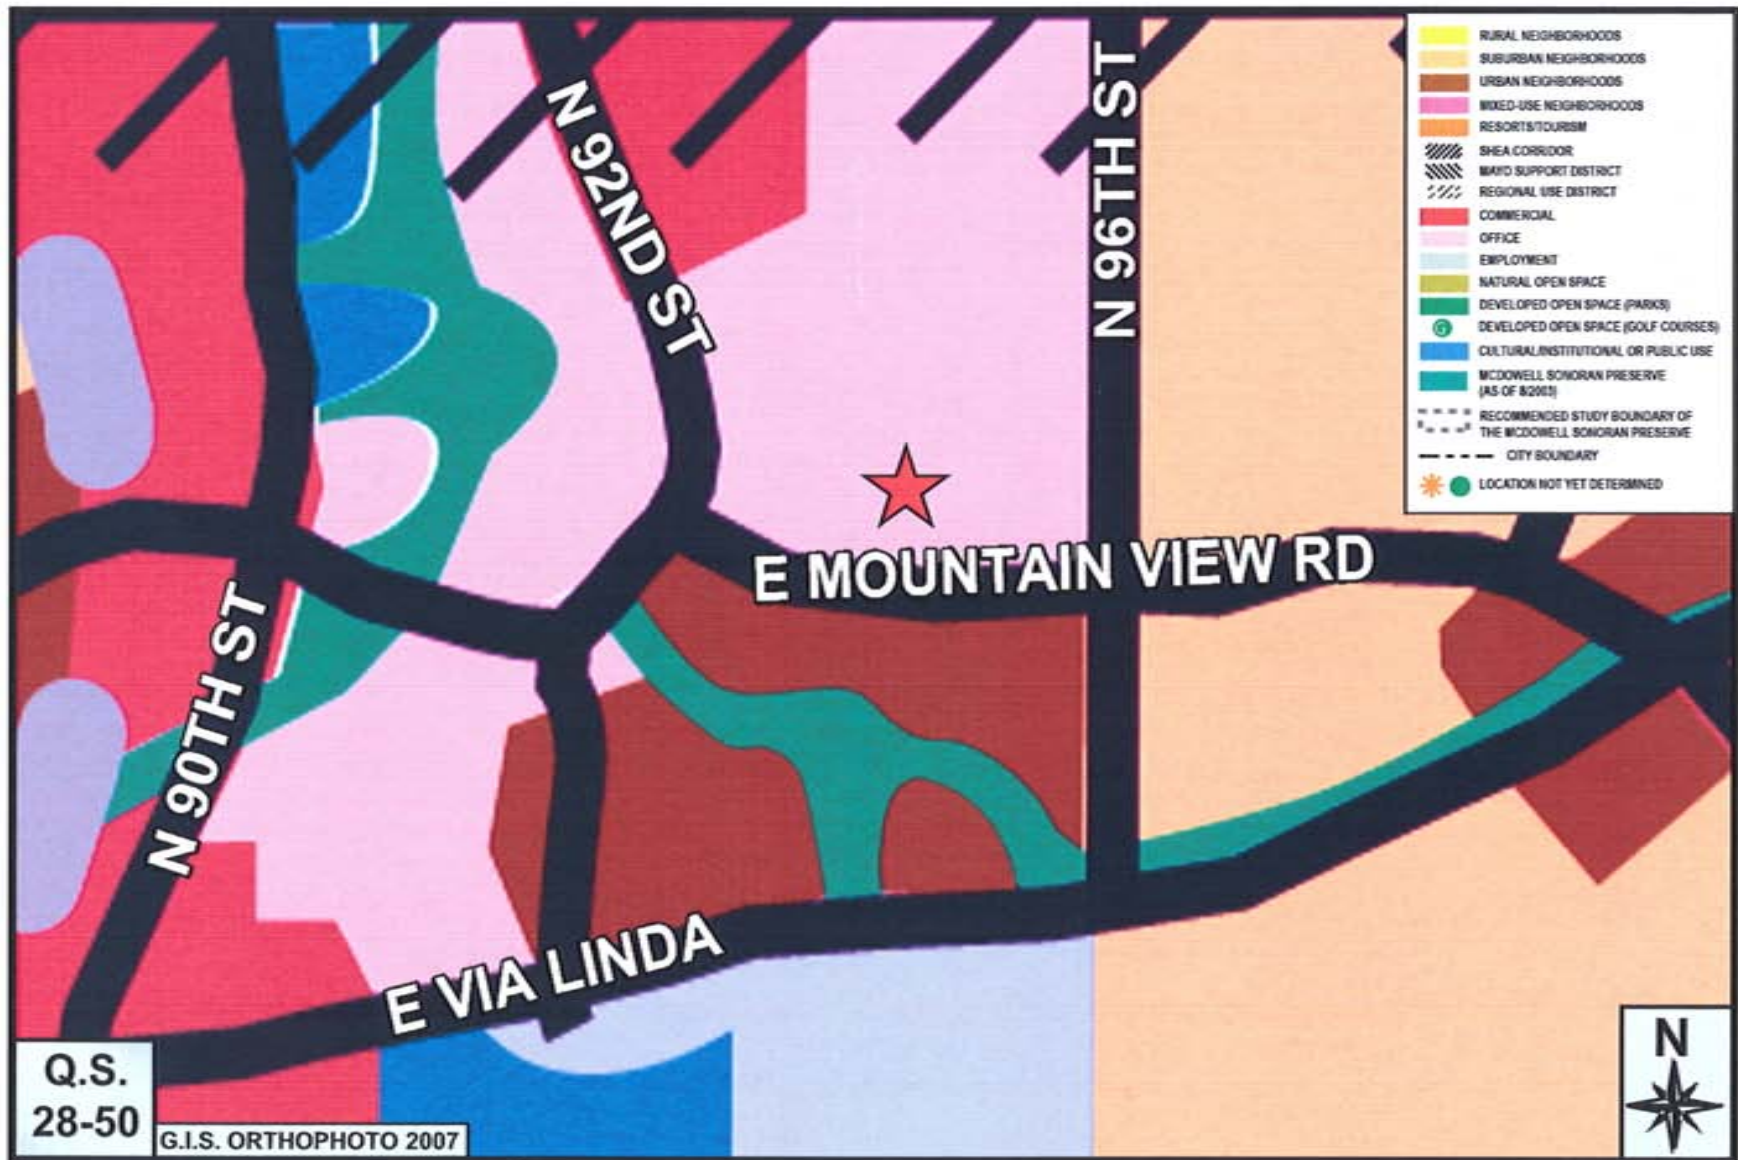 RURAL NEIGHBORHOODS
SUBURBAN NEIGHBORHOODS
URBAN NEIGHBORHOODS
MIXED-USE NEIGHBORHOODS
RESORTS/TOURISM
SHEA CORRIDOR
MAYO SUPPORT DISTRICT
REGIONAL USE DISTRICT
COMMERCIAL
OFFICE
EMPLOYMENT
NATURAL OPEN SPACE
DEVELOPED OPEN SPACE (PARKS)
G DEVELOPED OPEN SPACE (GOLF COURSES)
CULTURAL/INSTITUTIONAL OR PUBLIC USE
MCDOWELL SONORAN PRESERVE
(AS OF 8/2003)
RECOMMENDED STUDY BOUNDARY OF
THE MCDOWELL SONORAN PRESERVE
CITY BOUNDARY
LOCATION NOT YET DETERMINED
N 92ND ST
N 96TH ST
E MOUNTAIN VIEW RD
N 90TH ST
E VIA LINDA
Q.S.
28-50
G.I.S. ORTHOPHOTO 2007
N